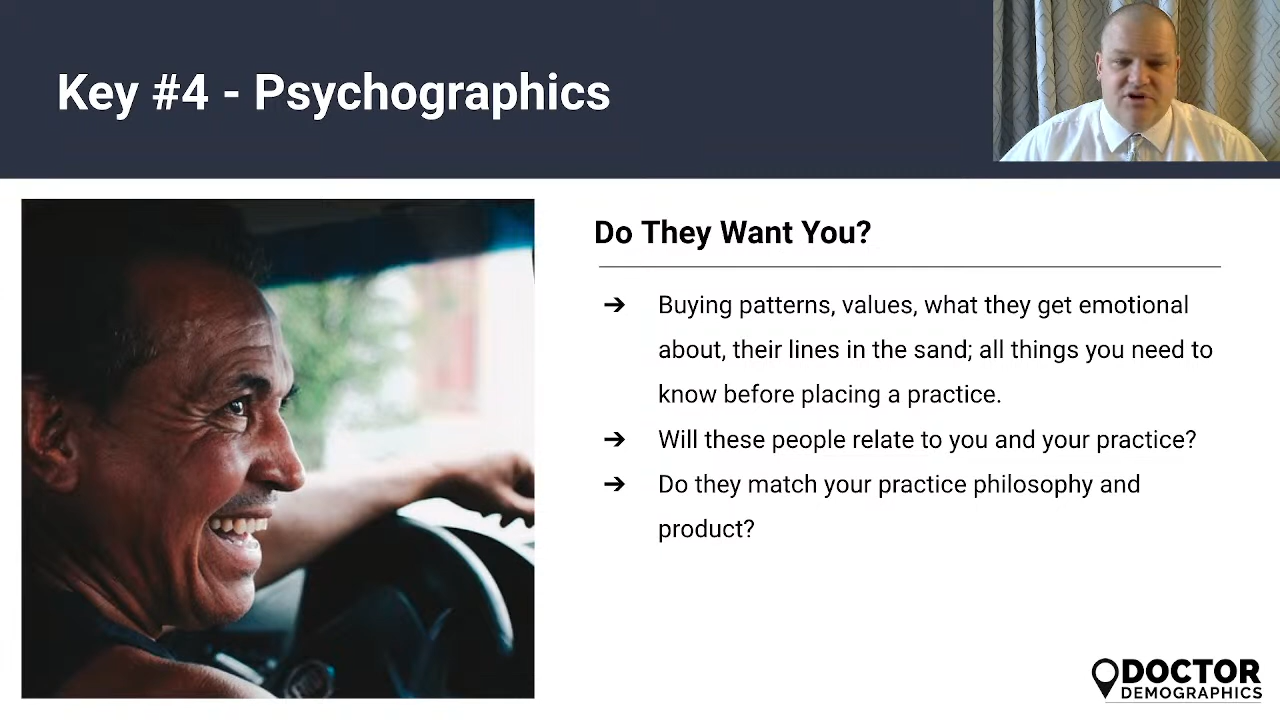 Key #4 - Psychographics
Do They Want You?
➔ Buying patterns, values, what they get emotional
about, their lines in the sand; all things you need to
know before placing a practice.
➔ Will these people relate to you and your practice?
➔ Do they match your practice philosophy and
product?
DOCTOR
DEMOGRAPHICS